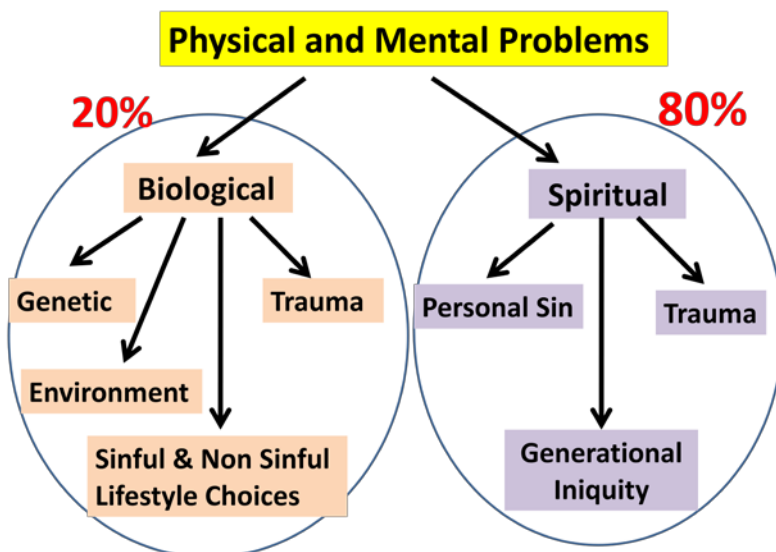 Physical and Mental Problems
20%
80%
Biological
Spiritual
Genetic
Trauma
Personal Sin
Trauma
Environment
Sinful & Non Sinful
Lifestyle Choices
Generational
Iniquity